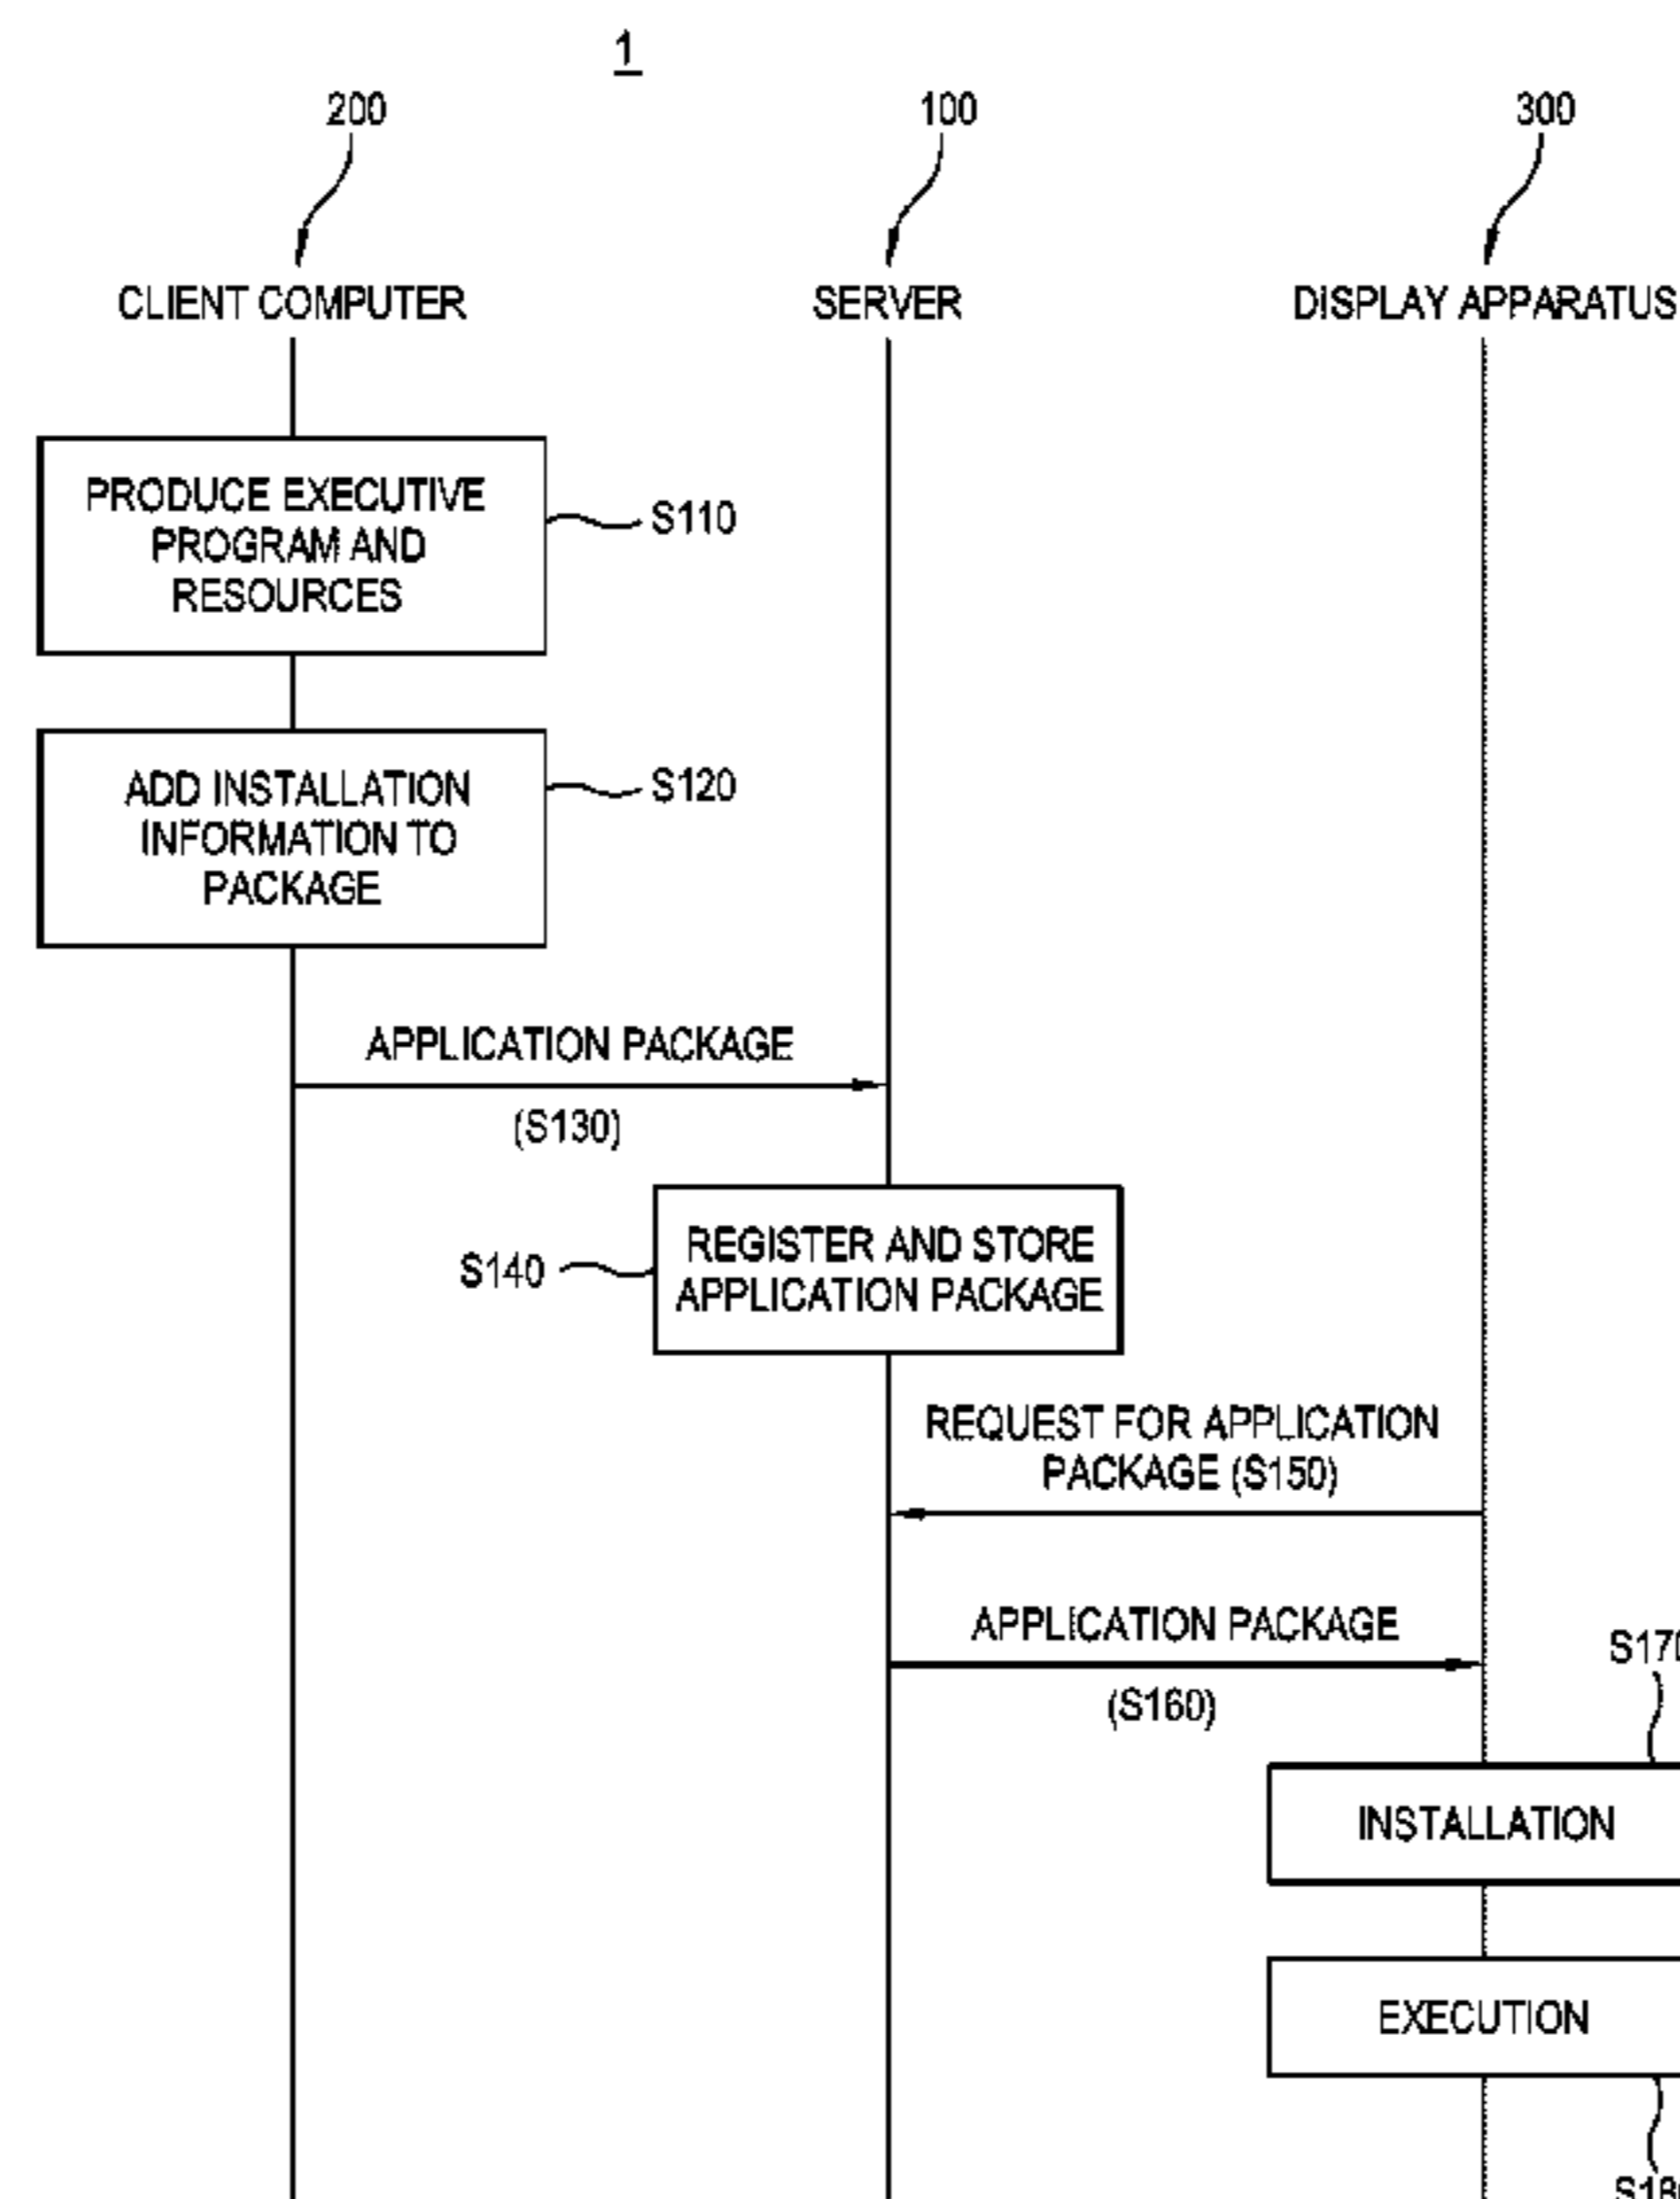 1
200
100
300
CLIENT COMPUTER
SERVER
DISPLAY APPARATUS
PRODUCE EXECUTIVE
PROGRAM AND
RESOURCES
S110
ADD INSTALLATION
INFORMATION TO
PACKAGE
S120
APPLICATION PACKAGE
(S130)
REGISTER AND STORE
APPLICATION PACKAGE
S140
REQUEST FOR APPLICATION
PACKAGE (S150)
APPLICATION PACKAGE
(S160)
S170
INSTALLATION
EXECUTION